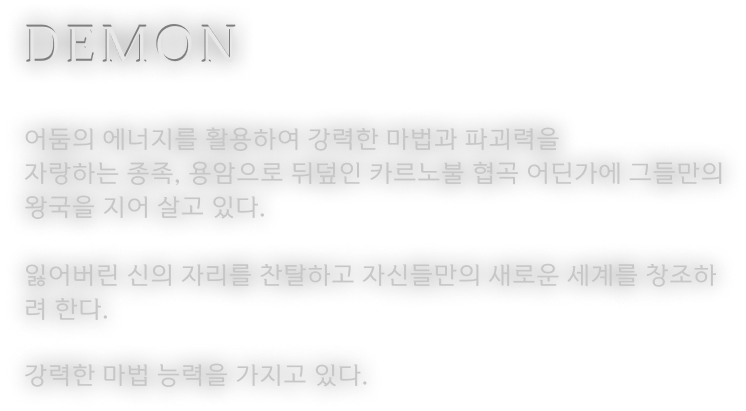 DEMON
어둠의 에너지를 활용하여 강력한 마법과 파괴력을
자랑하는 종족, 용암으로 뒤덮인 카르노불 협곡 어딘가에 그들만의
왕국을 지어 살고 있다.
잃어버린 신의 자리를 찬탈하고 자신들만의 새로운 세계를 창조하
려 한다.
강력한 마법 능력을 가지고 있다.